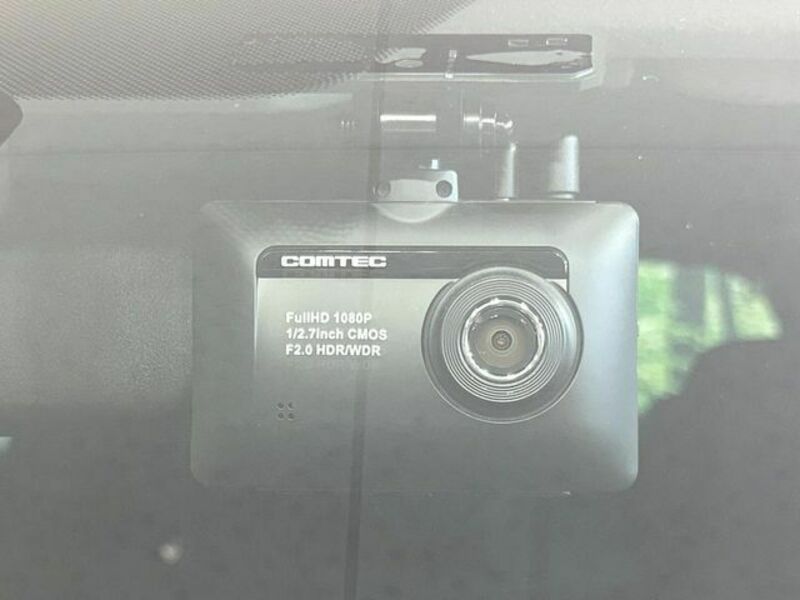 COMTEC
FullHD 1080P
1/2.7inch CMOS
F2.0 HDR/WDR